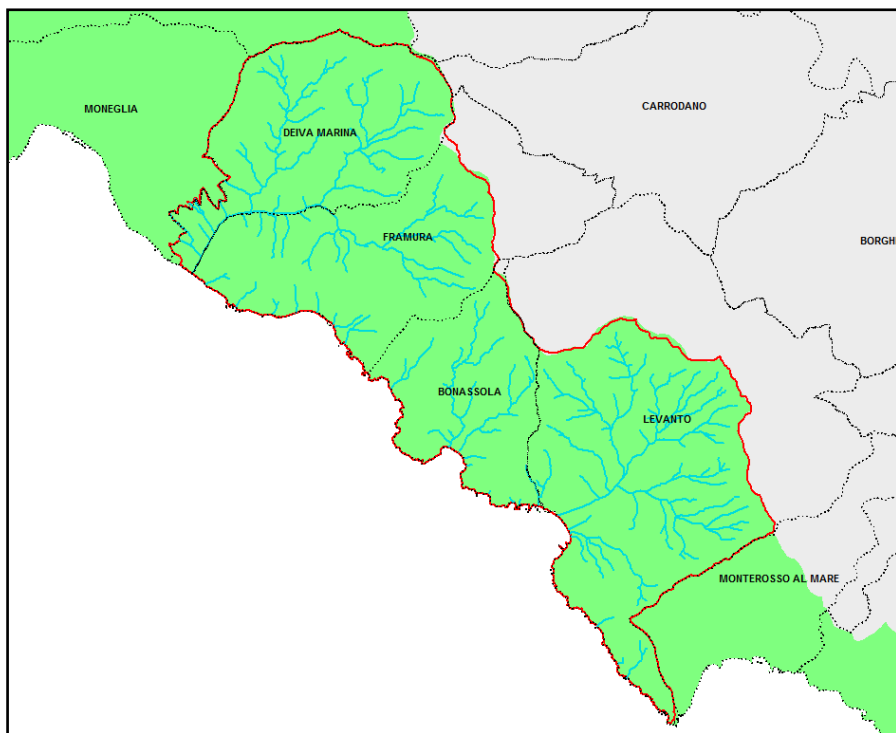 CARRODANO
MONEGLIA
DEIVA MARINA
FRAMURA
BORGH
BONASSOLA
LEVANTO
MONTEROSSO AL MARE